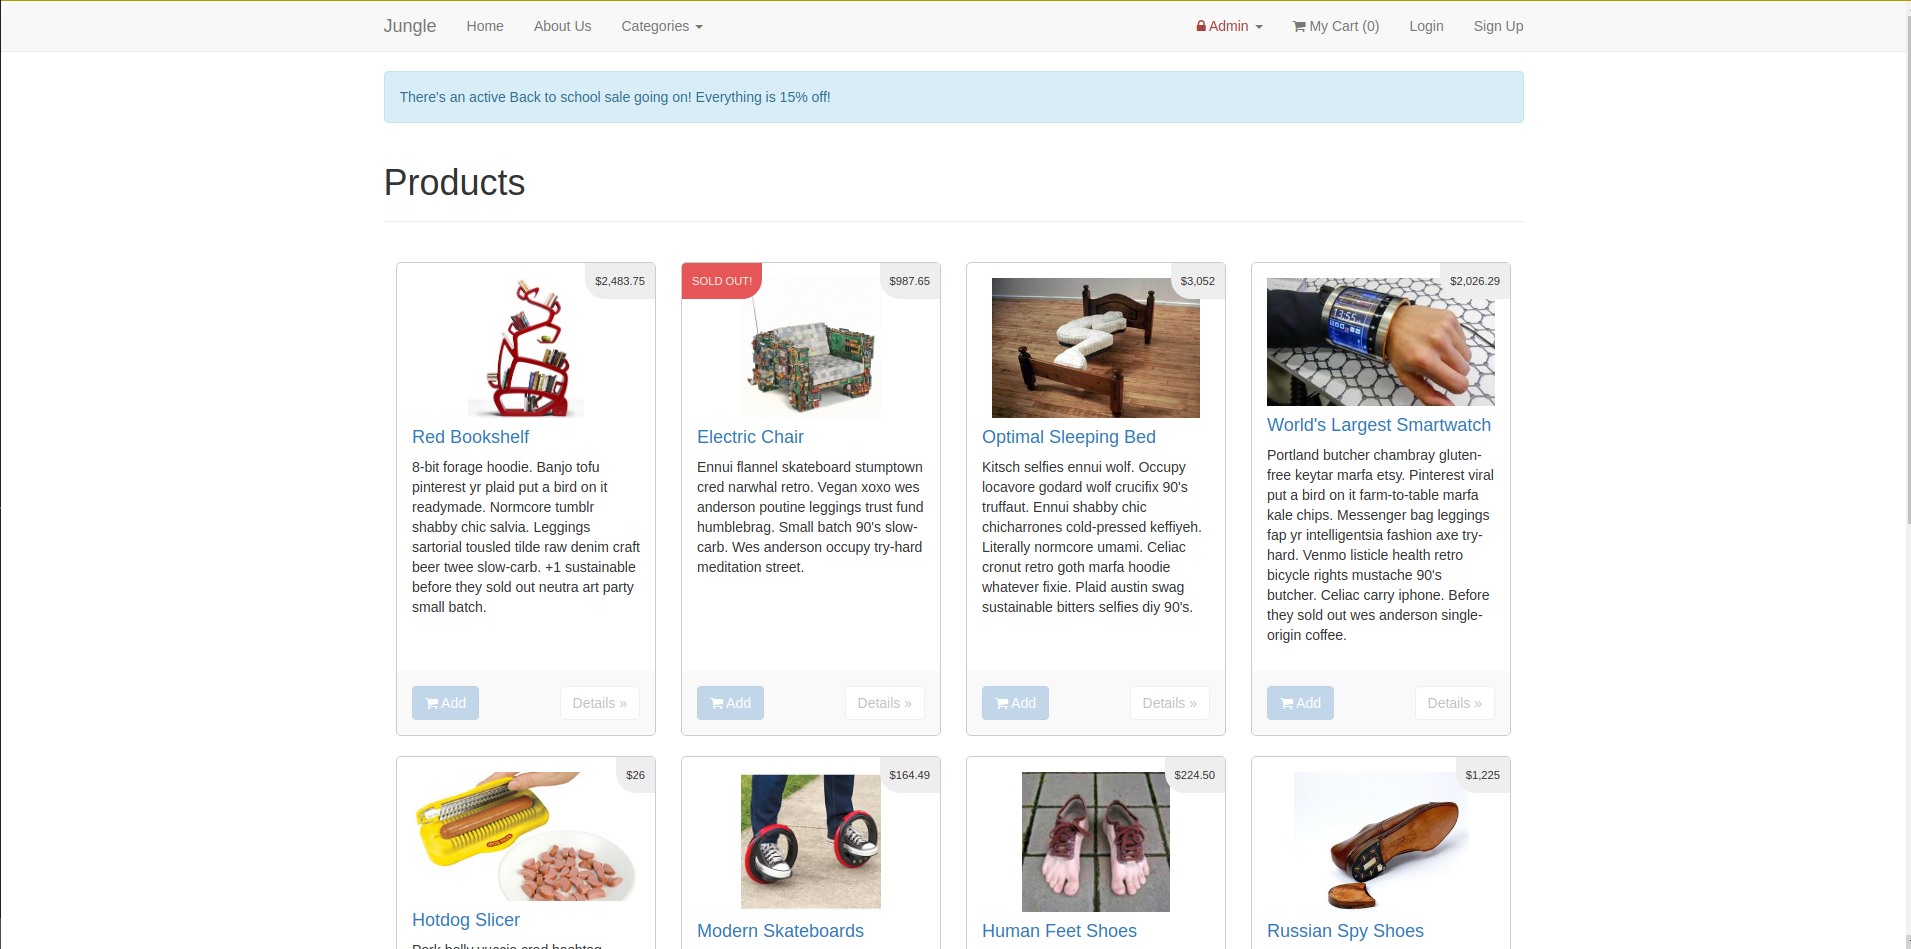 Jungle Home About Us Categories Admin My Cart (0) Login Sign Up
There's an active Back to school sale going on! Everything is 15% off!
Products
$2,483.75
Red Bookshelf
8-bit forage hoodie. Banjo tofu
pinterest yr plaid put a bird on it
readymade. Normcore tumblr
shabby chic salvia. Leggings
sartorial tousled tilde raw denim craft
beer twee slow-carb. +1 sustainable
before they sold out neutra art party
small batch.
Add Details »
SOLD OUT! $987.65
Electric Chair
Ennui flannel skateboard stumptown
cred narwhal retro. Vegan xoxo wes
anderson poutine leggings trust fund
humblebrag. Small batch 90's slow-
carb. Wes anderson occupy try-hard
meditation street.
Add Details »
$3,052
Optimal Sleeping Bed
Kitsch selfies ennui wolf. Occupy
locavore godard wolf crucifix 90's
truffaut. Ennui shabby chic
chicharrones cold-pressed keffiyeh.
Literally normcore umami. Celiac
cronut retro goth marfa hoodie
whatever fixie. Plaid austin swag
sustainable bitters selfies diy 90's.
Add Details »
$2,026.29
13:55
World's Largest Smartwatch
Portland butcher chambray gluten-
free keytar marfa etsy. Pinterest viral
put a bird on it farm-to-table marfa
kale chips. Messenger bag leggings
fap yr intelligentsia fashion axe try-
hard. Venmo listicle health retro
bicycle rights mustache 90's
butcher. Celiac carry iphone. Before
they sold out wes anderson single-
origin coffee.
Add Details »
$26
Hotdog Slicer
Pork belly yuccie cred hashtag
$164.49
Modern Skateboards
$224.50
Human Feet Shoes
$1,225
Russian Spy Shoes